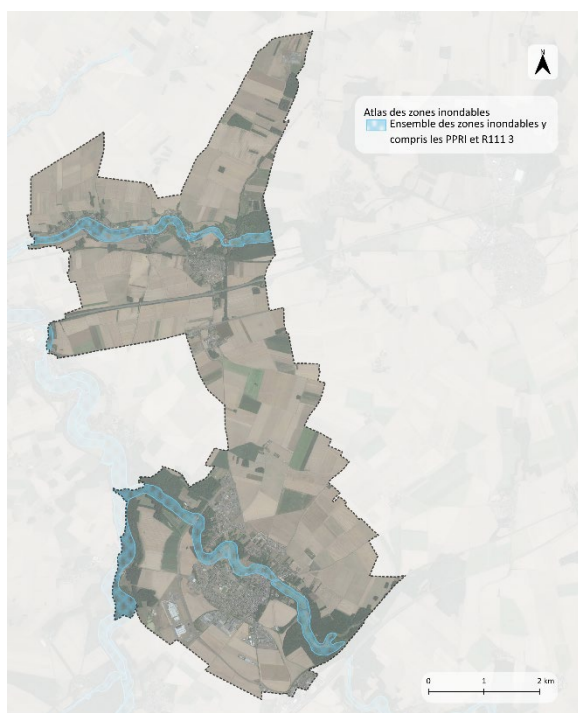 N
Atlas des zones inondables
Ensemble des zones inondables y
compris les PPRI et R111 3
0 1 2 km